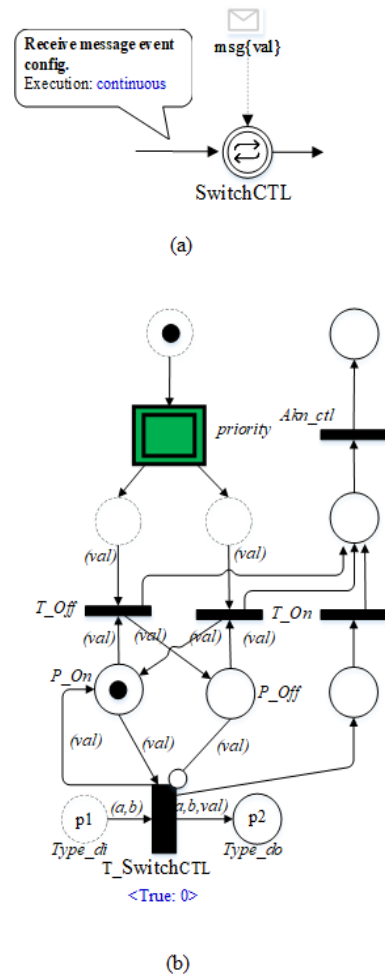 msg{val}
Receive message event
config.
Execution: continuous
SwitchCTL
(a)
priority
Akn_ctl
(val)
(val)
T_Off
T_On
(val)
(val)
(val)
P_On
P_Off
(val)
(val)
(val)
p1
(a,b)
a,b,val)
p2
Type_di
Type_do
T_SwitchCTL
<True: 0>
(b)